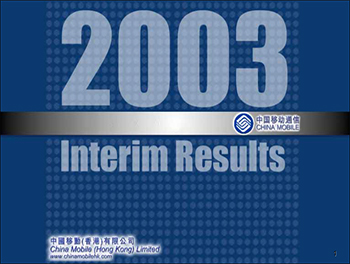 2003
中国移动通信
CHINA MOBILE
Interim Results
中國移動(香港)有限公司
China Mobile (Hong Kong) Limited
www.chinamobilehk.com